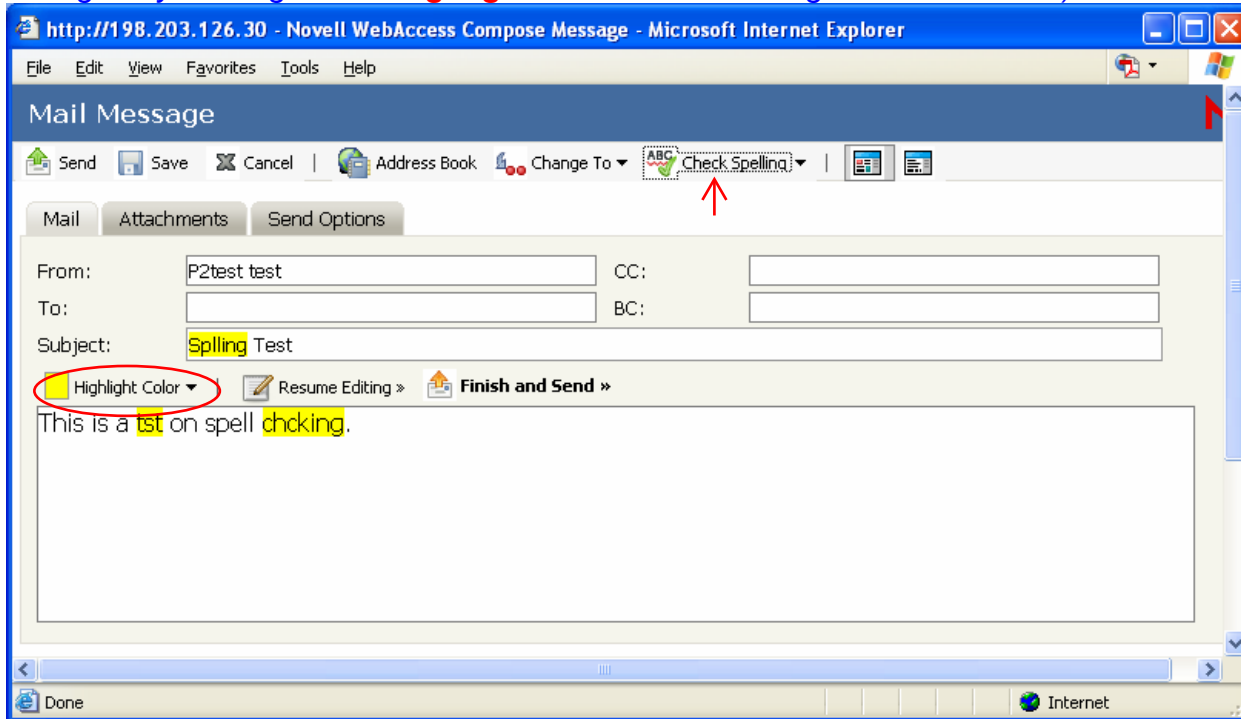 http://198.203.126.30 - Novell WebAccess Compose Message - Microsoft Internet Explorer
File Edit View Favorites Tools Help
Mail Message
Send Save Cancel | Address Book Change To Check Spelling |
Mail Attachments Send Options
From: P2test test CC:
To: BC:
Subject: Splling Test
Highlight Color | Resume Editing » Finish and Send »
This is a tst on spell chcking.
Done Internet